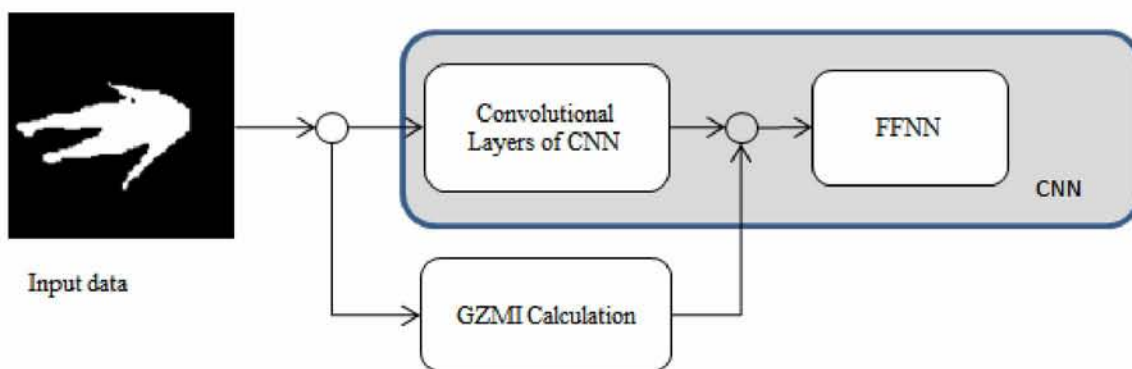 Convolutional
Layers of CNN
FFNN
CNN
Input data
GZMI Calculation